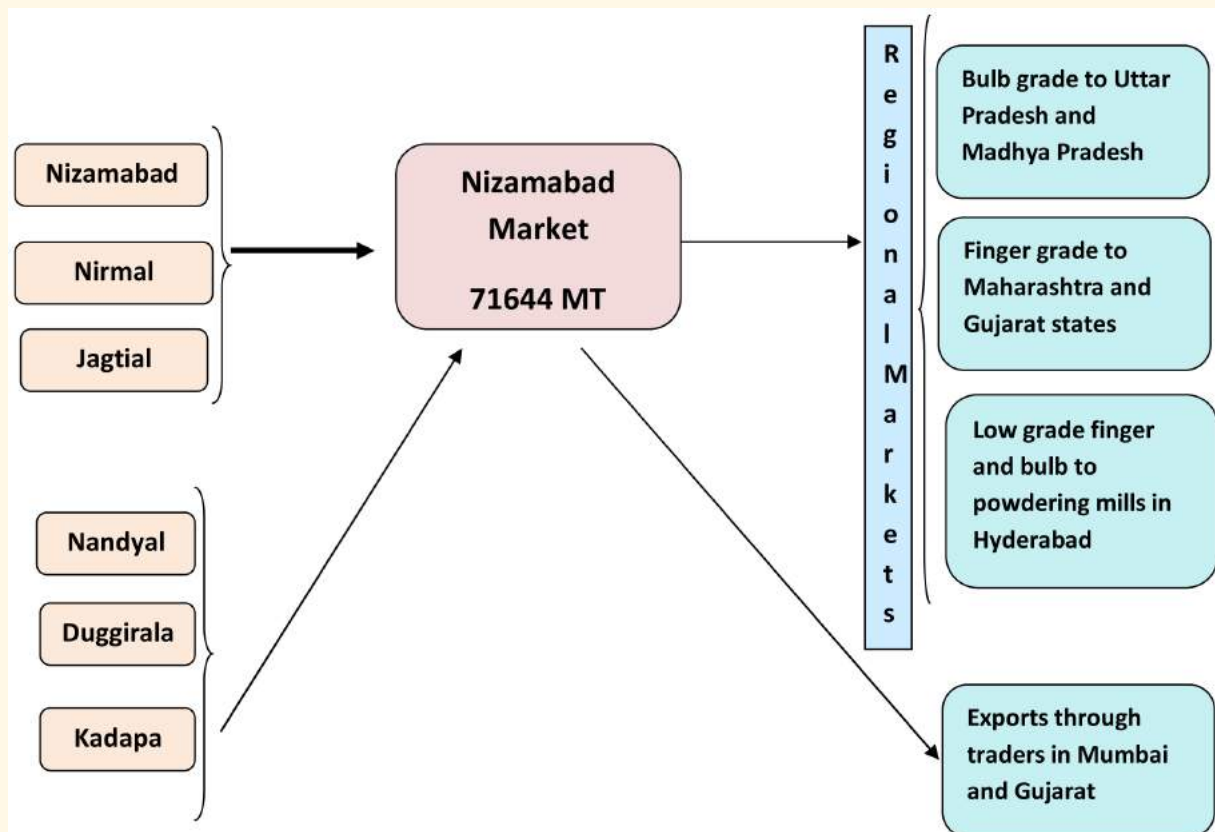 Nizamabad
Nirmal
Jagtial
Nandyal
Duggirala
Kadapa
Nizamabad
Market
71644 MT
Regional Markets
Bulb grade to Uttar
Pradesh and
Madhya Pradesh
Finger grade to
Maharashtra and
Gujarat states
Low grade finger
and bulb to
powdering mills in
Hyderabad
Exports through
traders in Mumbai
and Gujarat